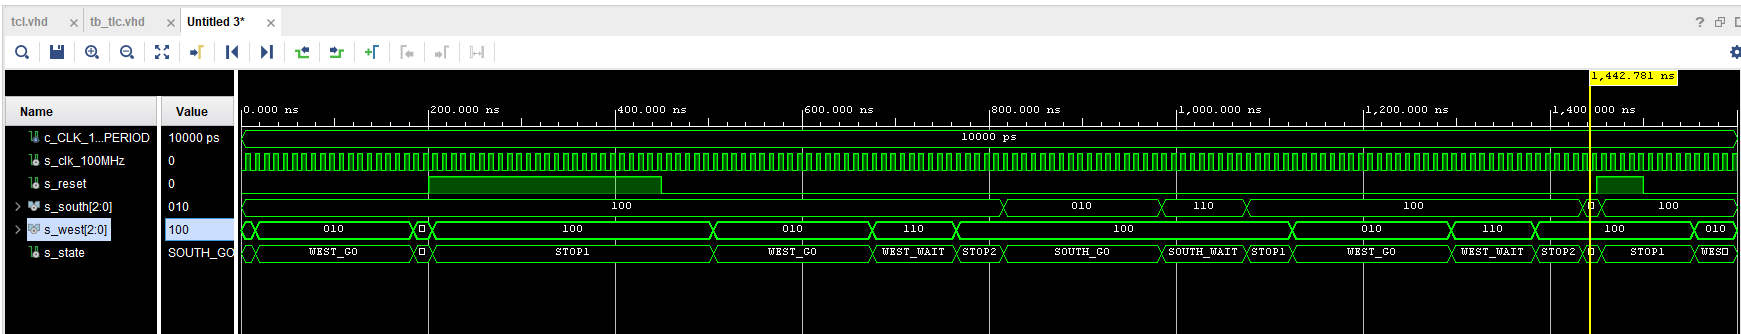 tcl.vhd × tb_tlc.vhd × Untitled 3* ×
?
1,442.781 ns
Name Value
0.000 ns 200.000 ns 400.000 ns 600.000 ns 800.000 ns 1,000.000 ns 1,200.000 ns 1,400.000 ns
c_CLK_1...PERIOD 10000 ps 10000 ps
s_clk_100MHz 0
s_reset 0
s_south[2:0] 010 100 010 110 100 100
s_west[2:0] 100 010 100 010 110 100 010 110 100 010
s_state SOUTH_GO WEST_GO STOP1 WEST_GO WEST_WAIT STOP2 SOUTH_GO SOUTH_WAIT STOP1 WEST_GO WEST_WAIT STOP2 STOP1 WES